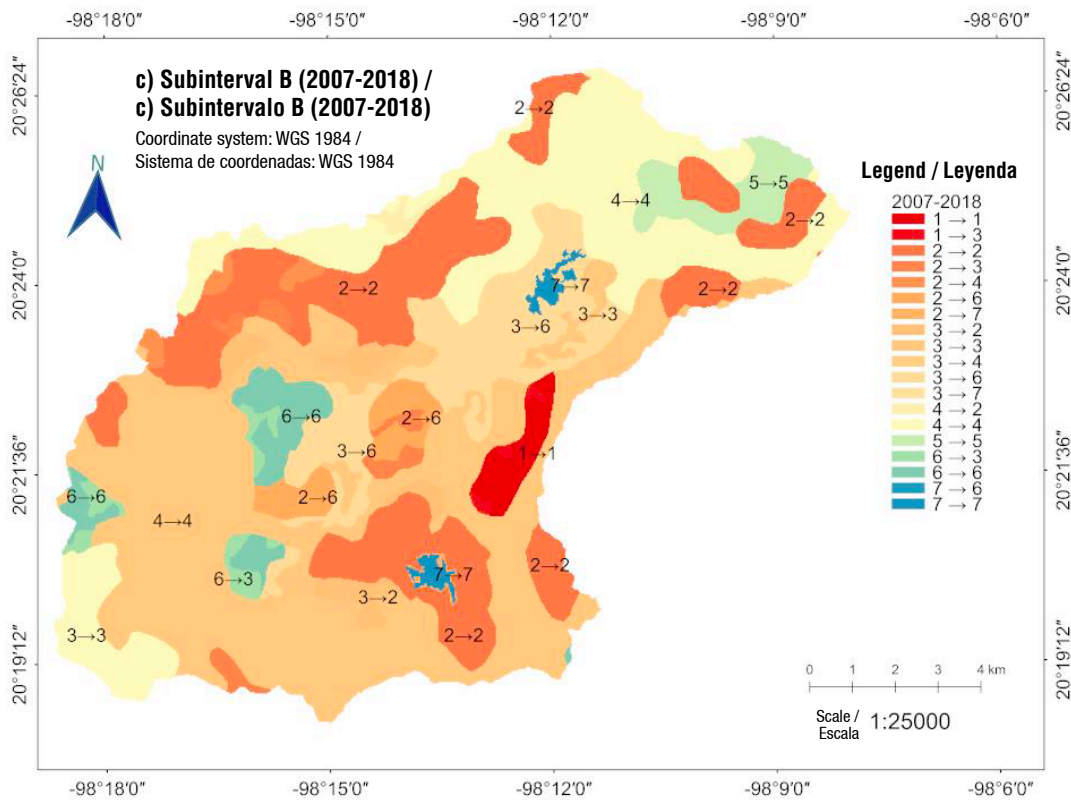 -98°18′0″ -98°15′0″ -98°12′0″ -98°9′0″ -98°6′0″
20°26′24″
20°24′0″
20°21′36″
20°19′12″
c) Subinterval B (2007-2018) /
c) Subintervalo B (2007-2018)
Coordinate system: WGS 1984 /
Sistema de coordenadas: WGS 1984
N
2→2
4→4
5→5
2→2
2→2
7→7
3→3
3→6
2→2
6→6
2→6
3→6
1→1
2→6
6→6
4→4
6→3
7→7
2→2
3→2
3→3
2→2
Legend / Leyenda
2007-2018
1 → 1
1 → 3
2 → 2
2 → 3
2 → 4
2 → 6
2 → 7
3 → 2
3 → 3
3 → 4
3 → 6
3 → 7
4 → 2
4 → 4
5 → 5
6 → 3
6 → 6
7 → 6
7 → 7
20°26′24″
20°24′0″
20°21′36″
20°19′12″
0 1 2 3 4 km
Scale /
Escala
1:25000
-98°18′0″ -98°15′0″ -98°12′0″ -98°9′0″ -98°6′0″